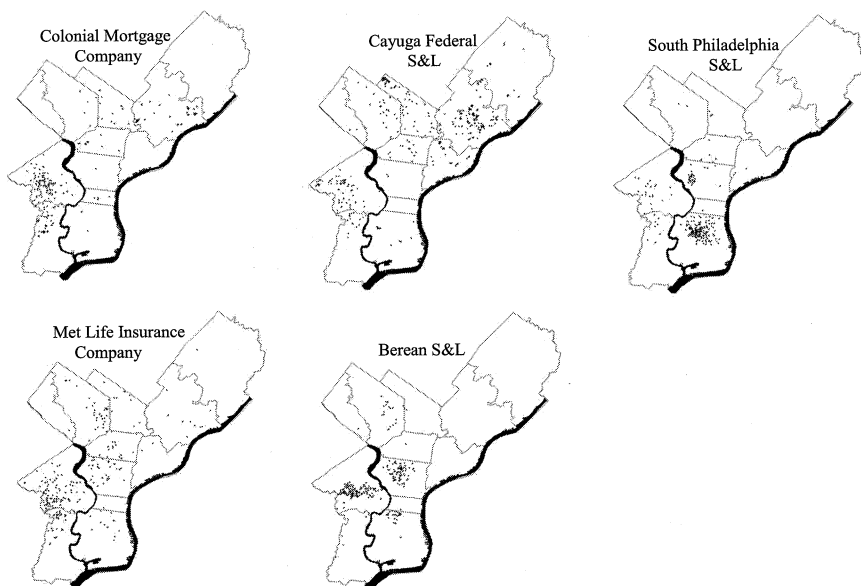 Colonial Mortgage
Company
Cayuga Federal
S&L
South Philadelphia
S&L
Met Life Insurance
Company
Berean S&L